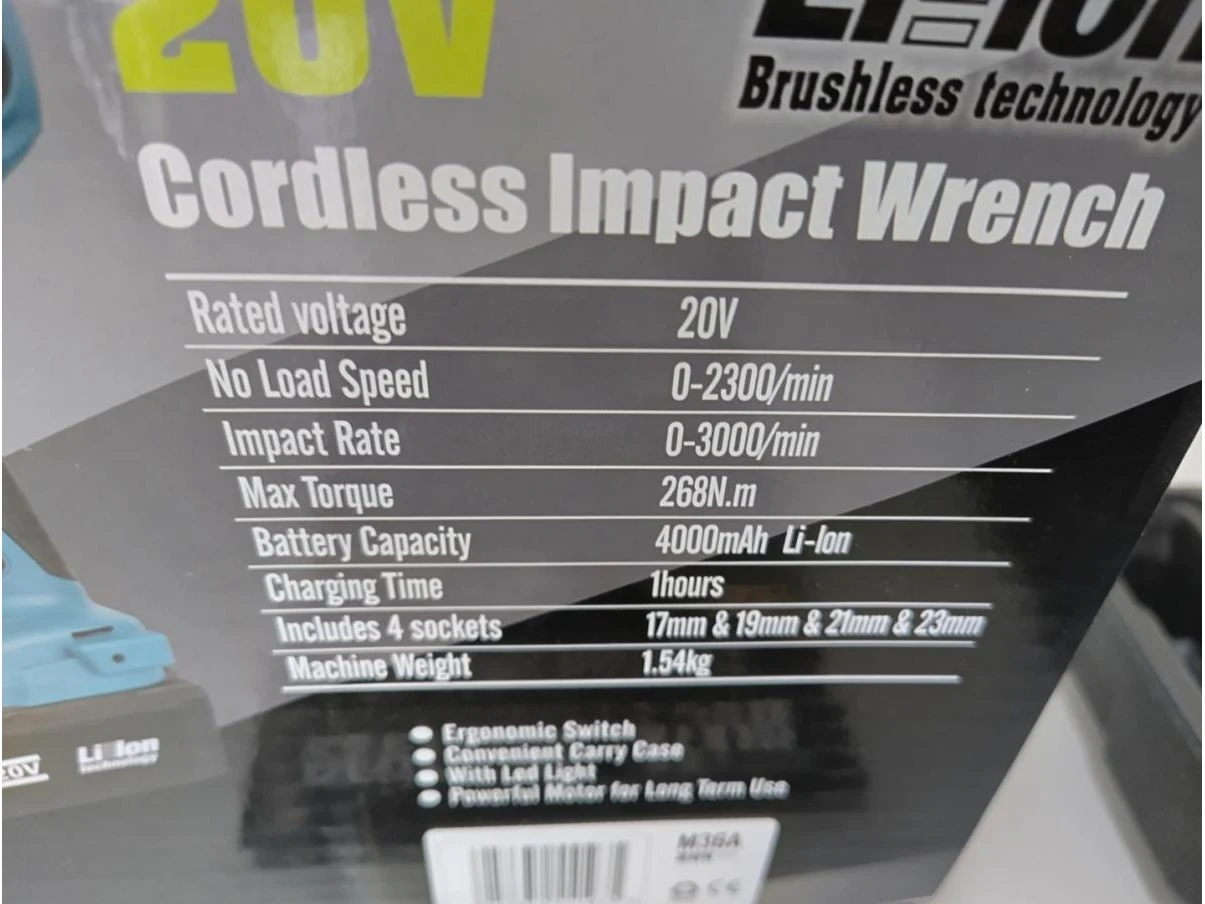 20V
Li-Ion
Brushless technology
Cordless Impact Wrench
Rated voltage 20V
No Load Speed 0-2300/min
Impact Rate 0-3000/min
Max Torque 268N.m
Battery Capacity 4000mAh Li-Ion
Charging Time 1hours
Includes 4 sockets 17mm & 19mm & 21mm & 23mm
Machine Weight 1.54kg
Ergonomic Switch
Convenient Carry Case
With Led Light
Powerful Motor for Long Term Use
20V Li-Ion
technology
M36A
CE